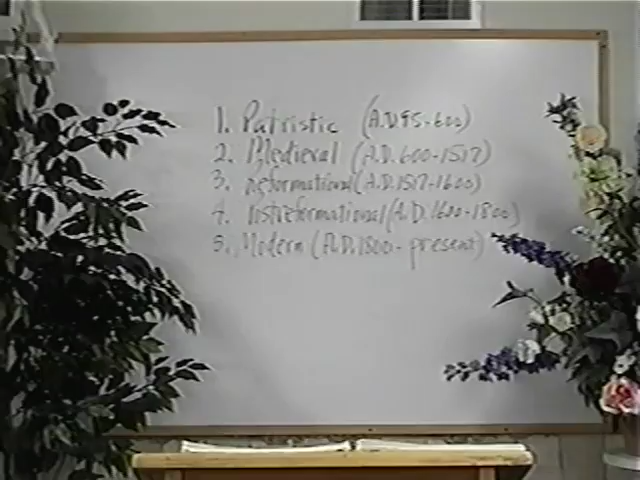 1. Patristic (A.D. 95-600)
2. Medieval (A.D. 600-1517)
3. Reformational (A.D. 1517-1600)
4. Postreformational (A.D. 1600-1800)
5. Modern (A.D. 1800- present)